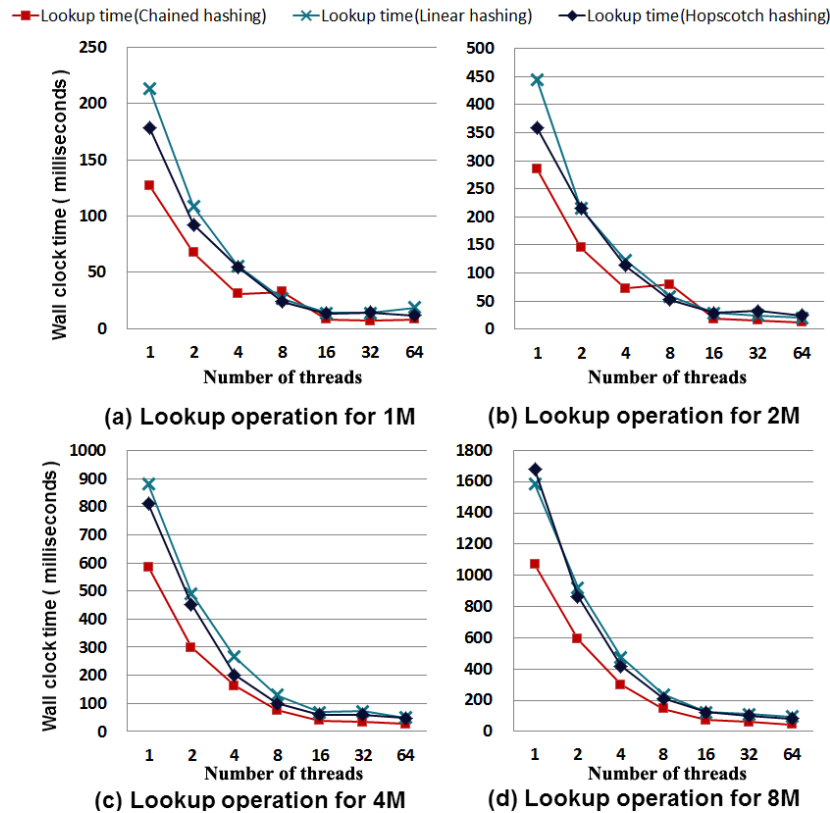 Lookup time(Chained hashing) Lookup time(Linear hashing) Lookup time(Hopscotch hashing)
Wall clock time ( milliseconds )
250
200
150
100
50
0
1 2 4 8 16 32 64
Number of threads
(a) Lookup operation for 1M
500
450
400
350
300
250
200
150
100
50
0
1 2 4 8 16 32 64
Number of threads
(b) Lookup operation for 2M
Wall clock time ( milliseconds )
1000
900
800
700
600
500
400
300
200
100
0
1 2 4 8 16 32 64
Number of threads
(c) Lookup operation for 4M
1800
1600
1400
1200
1000
800
600
400
200
0
1 2 4 8 16 32 64
Number of threads
(d) Lookup operation for 8M